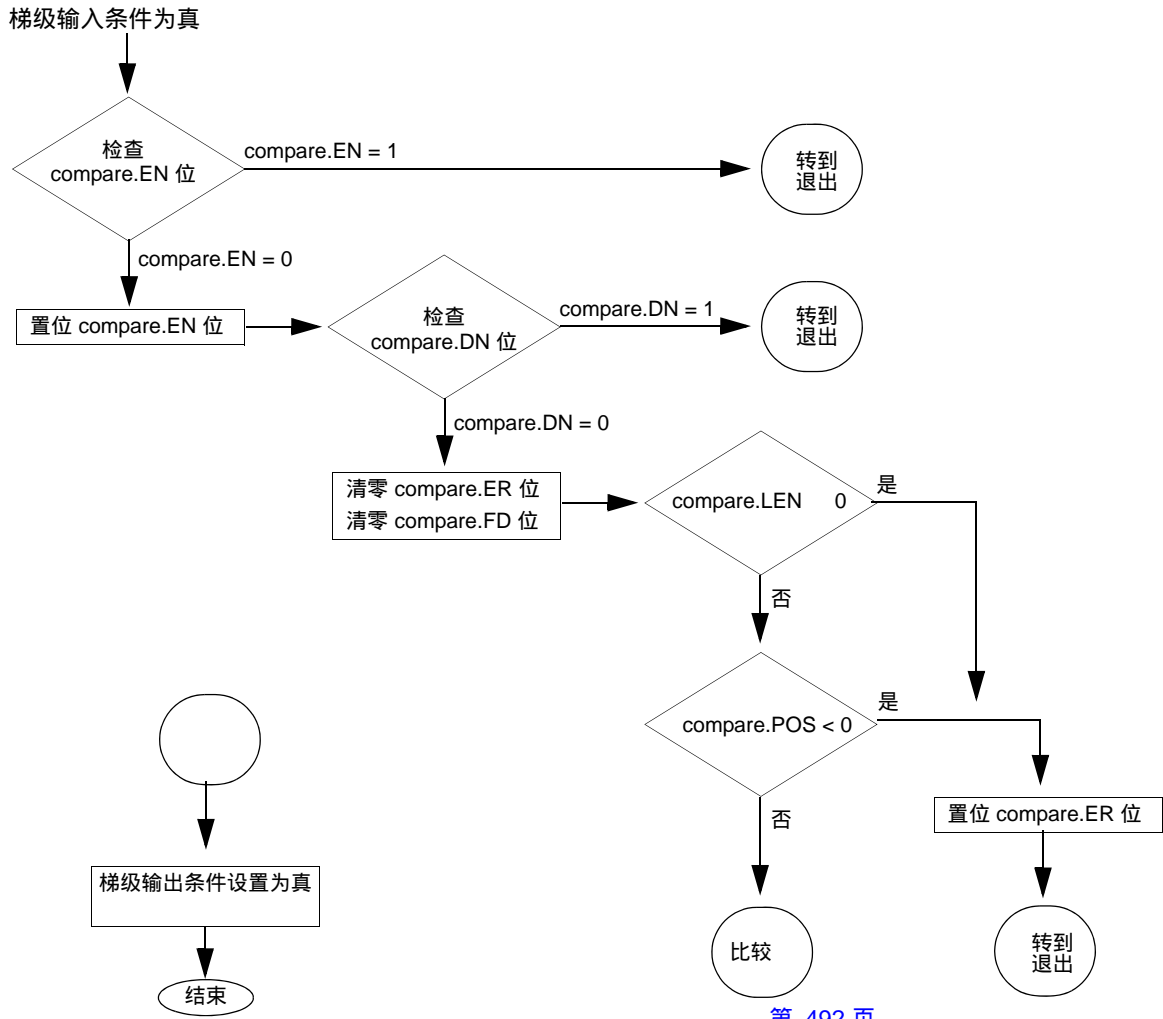 梯级输入条件为真
检查
compare.EN 位
compare.EN = 1
转到
退出
compare.EN = 0
置位 compare.EN 位
检查
compare.DN 位
compare.DN = 1
转到
退出
compare.DN = 0
清零 compare.ER 位
清零 compare.FD 位
compare.LEN 0
是
否
compare.POS < 0
是
否
置位 compare.ER 位
梯级输出条件设置为真
比较
转到
退出
结束
第 492 页